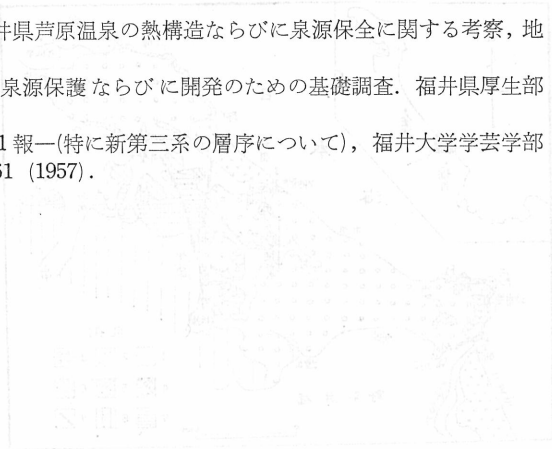 井県芦原温泉の熱構造ならびに泉源保全に関する考察，地
泉源保護ならびに開発のための基礎調査．福井県厚生部
1報―(特に新第三系の層序について)，福井大学学芸学部
61 (1957)．